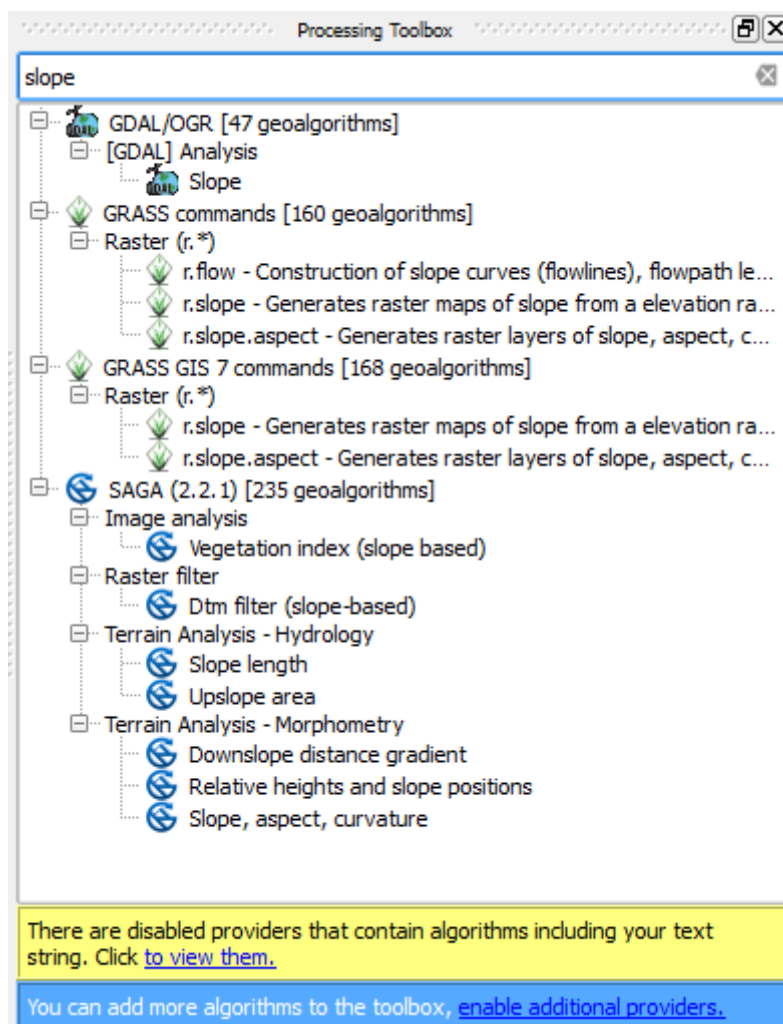 Processing Toolbox
slope
GDAL/OGR [47 geoalgorithms]
[GDAL] Analysis
Slope
GRASS commands [160 geoalgorithms]
Raster (r.*)
r.flow - Construction of slope curves (flowlines), flowpath le...
r.slope - Generates raster maps of slope from a elevation ra...
r.slope.aspect - Generates raster layers of slope, aspect, c...
GRASS GIS 7 commands [168 geoalgorithms]
Raster (r.*)
r.slope - Generates raster maps of slope from a elevation ra...
r.slope.aspect - Generates raster layers of slope, aspect, c...
SAGA (2.2.1) [235 geoalgorithms]
Image analysis
Vegetation index (slope based)
Raster filter
Dtm filter (slope-based)
Terrain Analysis - Hydrology
Slope length
Upslope area
Terrain Analysis - Morphometry
Downslope distance gradient
Relative heights and slope positions
Slope, aspect, curvature
There are disabled providers that contain algorithms including your text
string. Click to view them.
You can add more algorithms to the toolbox, enable additional providers.